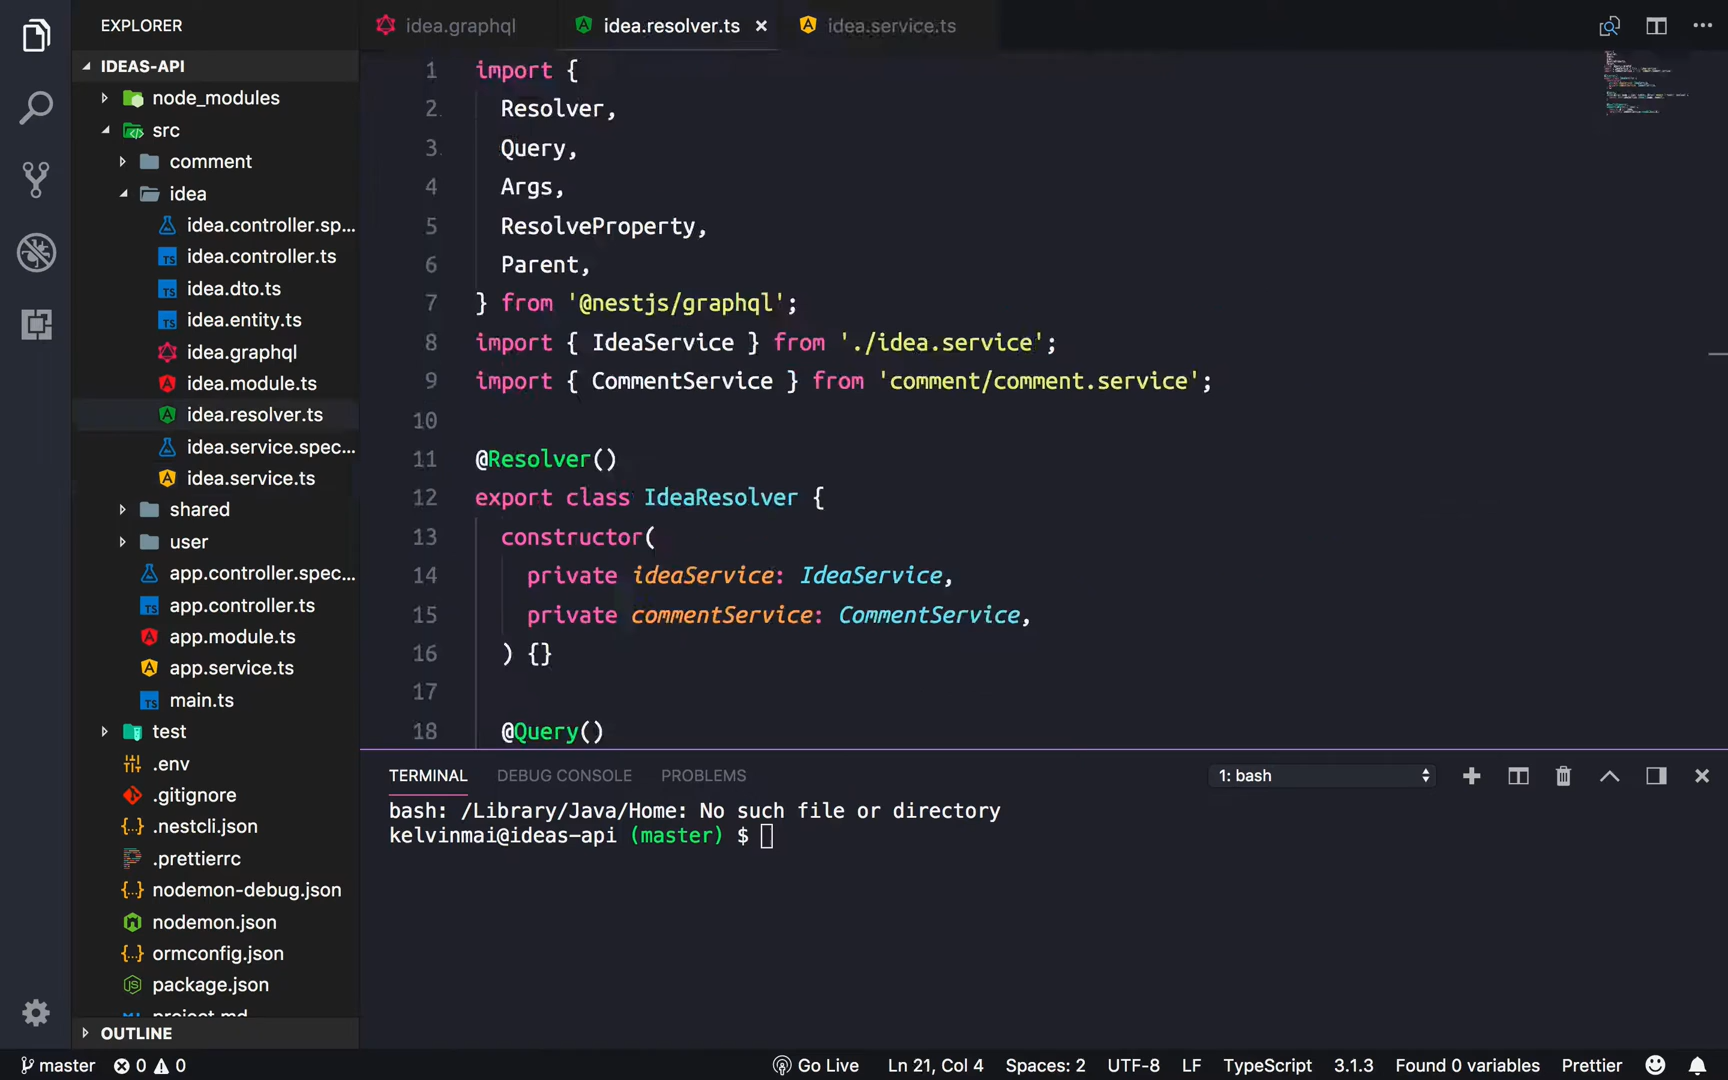 EXPLORER
IDEAS-API
node_modules
src
comment
idea
idea.controller.sp...
idea.controller.ts
idea.dto.ts
idea.entity.ts
idea.graphql
idea.module.ts
idea.resolver.ts
idea.service.spec...
idea.service.ts
shared
user
app.controller.spec...
app.controller.ts
app.module.ts
app.service.ts
main.ts
test
.env
.gitignore
.nestcli.json
.prettierrc
nodemon-debug.json
nodemon.json
ormconfig.json
package.json
project.md
OUTLINE
idea.graphql
idea.resolver.ts
idea.service.ts
1 import {
2 Resolver,
3 Query,
4 Args,
5 ResolveProperty,
6 Parent,
7 } from '@nestjs/graphql';
8 import { IdeaService } from './idea.service';
9 import { CommentService } from 'comment/comment.service';
10
11 @Resolver()
12 export class IdeaResolver {
13 constructor(
14 private ideaService: IdeaService,
15 private commentService: CommentService,
16 ) {}
17
18 @Query()
TERMINAL DEBUG CONSOLE PROBLEMS 1: bash
bash: /Library/Java/Home: No such file or directory
kelvinmai@ideas-api (master) $
master 0 0 Go Live Ln 21, Col 4 Spaces: 2 UTF-8 LF TypeScript 3.1.3 Found 0 variables Prettier